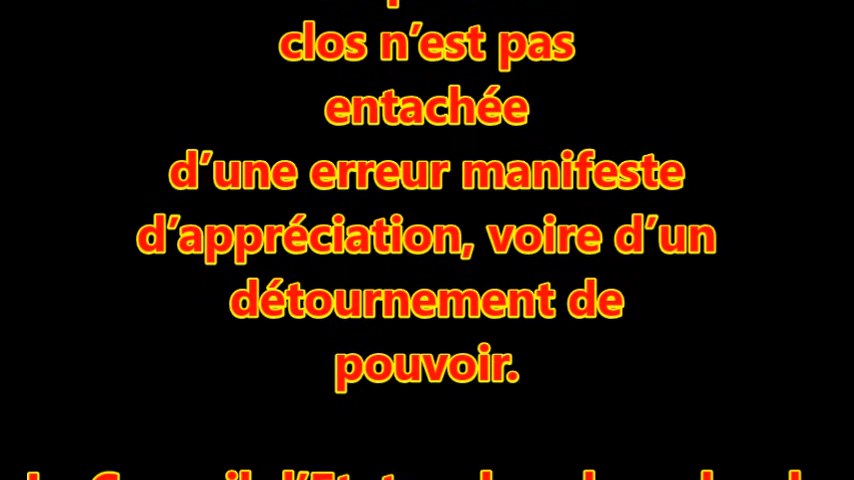 clos n’est pas
entachée
d’une erreur manifeste
d’appréciation, voire d’un
détournement de
pouvoir.